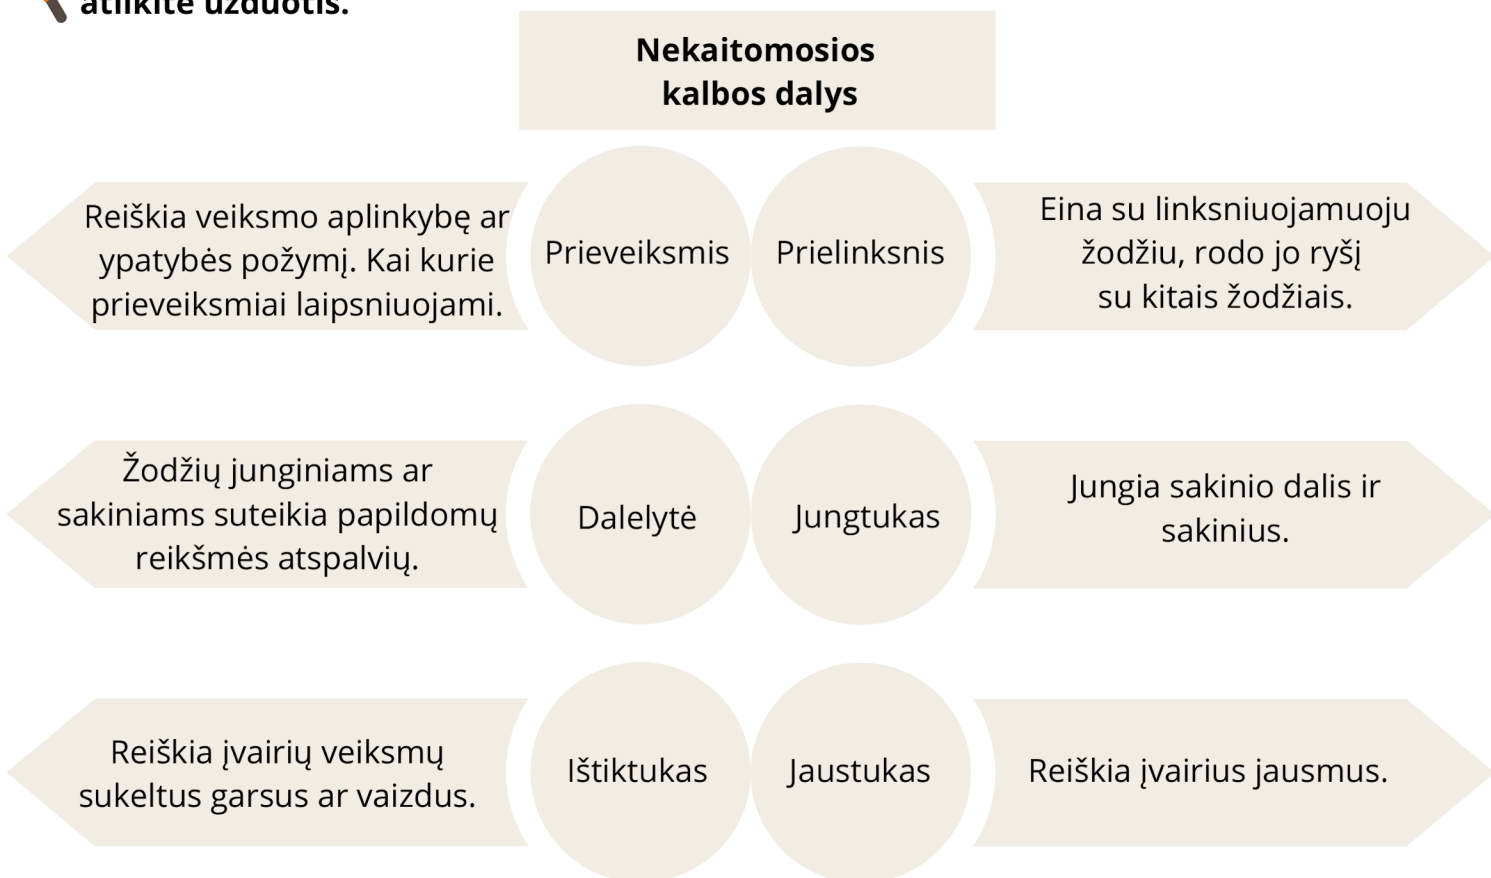 atlikite užduotis.
Nekaitomosios
kalbos dalys
Reiškia veiksmo aplinkybę ar
ypatybės požymį. Kai kurie
prieveiksmiai laipsniuojami.
Prieveiksmis
Prielinksnis
Eina su linksniuojamuoju
žodžiu, rodo jo ryšį
su kitais žodžiais.
Žodžių junginiams ar
sakiniams suteikia papildomų
reikšmės atspalvių.
Dalelytė
Jungtukas
Jungia sakinio dalis ir
sakinius.
Reiškia įvairių veiksmų
sukeltus garsus ar vaizdus.
Ištiktukas
Jaustukas
Reiškia įvairius jausmus.